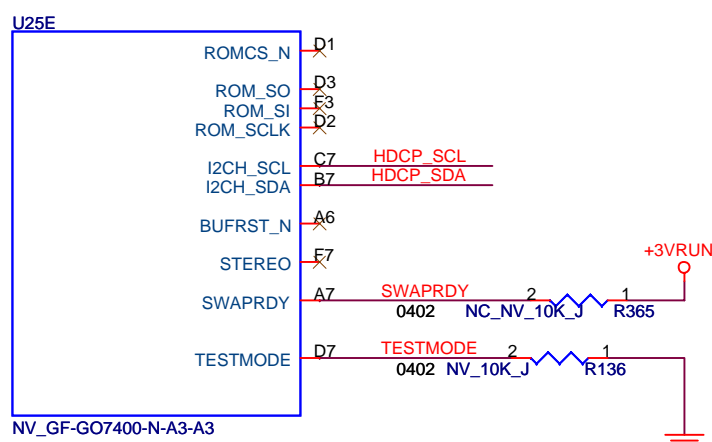 U25E
ROMCS_N D1
ROM_SO D3
ROM_SI F3
ROM_SCLK D2
I2CH_SCL C7 HDCP_SCL
I2CH_SDA B7 HDCP_SDA
BUFRST_N A6
STEREO F7
+3VRUN
SWAPRDY A7 SWAPRDY 2 1
0402 NC_NV_10K_J R365
TESTMODE D7 TESTMODE 2 1
0402 NV_10K_J R136
NV_GF-GO7400-N-A3-A3